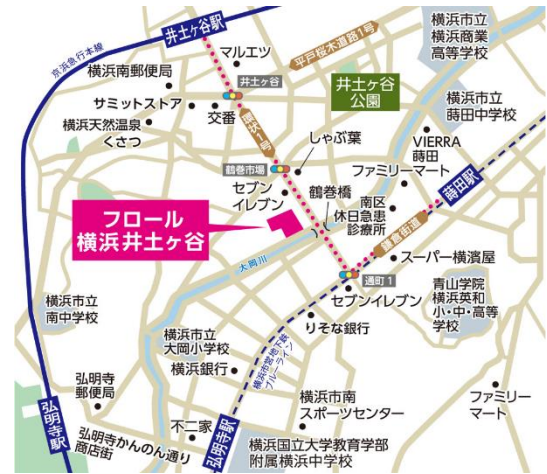 井土ヶ谷駅
京浜急行本線
マルエツ
平戸桜木道路1号
横浜市立
横浜商業
高等学校
横浜南郵便局
井土ヶ谷
井土ヶ谷
公園
サミットストア
交番
環状1号
横浜市立
蒔田中学校
横浜天然温泉
くさつ
しゃぶ葉
VIERRA
蒔田
鶴巻市場
ファミリーマート
蒔田駅
セブン
イレブン
鶴巻橋
南区
休日急患
診療所
フロール
横浜井土ヶ谷
鎌倉街道
大岡川
スーパー横濱屋
通町1
セブンイレブン
青山学院
横浜英和
小・中・高等
学校
横浜市立
南中学校
りそな銀行
横浜市立
大岡小学校
横浜市営地下鉄
ブルーライン
横浜銀行
弘明寺
郵便局
横浜市南
スポーツセンター
ファミリー
マート
弘明寺駅
不二家
弘明寺かんのん通り
商店街
弘明寺駅
横浜国立大学教育学部
附属横浜中学校